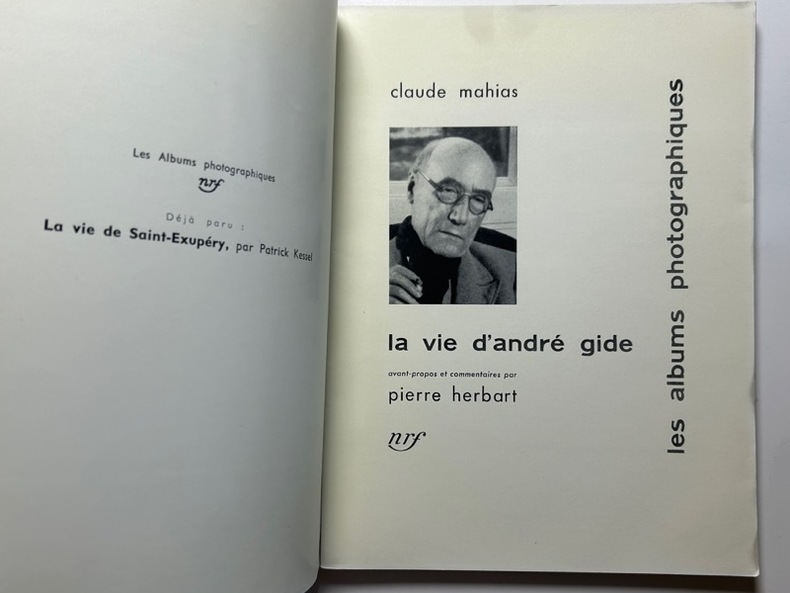 Les Albums photographiques
nrf
Déjà paru :
La vie de Saint-Exupéry, par Patrick Kessel
claude mahias
la vie d'andré gide
avant-propos et commentaires par
pierre herbart
nrf
les albums photographiques